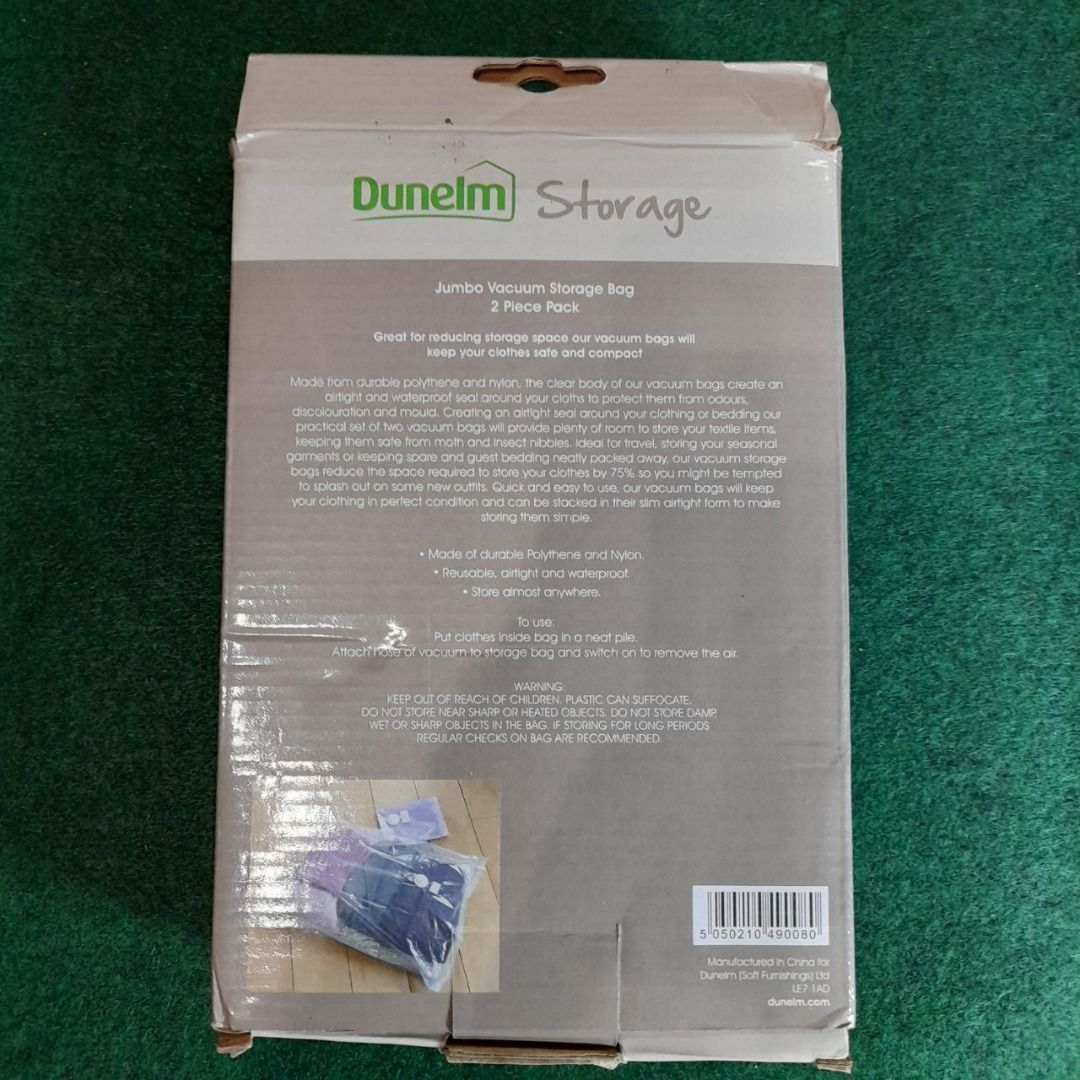 Dunelm Storage
Jumbo Vacuum Storage Bag
2 Piece Pack
Great for reducing storage space our vacuum bags will
keep your clothes safe and compact
Made from durable polythene and nylon, the clear body of our vacuum bags create an
airtight and waterproof seal around your cloths to protect them from odours,
discolouration and mould. Creating an airtight seal around your clothing or bedding our
practical set of two vacuum bags will provide plenty of room to store your textile items,
keeping them safe from moth and insect nibbles. Ideal for travel, storing your seasonal
garments or keeping spare and guest bedding neatly packed away, our vacuum storage
bags reduce the space required to store your clothes by 75% so you might be tempted
to splash out on some new outfits. Quick and easy to use, our vacuum bags will keep
your clothing in perfect condition and can be stacked in their slim airtight form to make
storing them simple.
• Made of durable Polythene and Nylon.
• Reusable, airtight and waterproof.
• Store almost anywhere.
To use:
Put clothes inside bag in a neat pile.
Attach hose of vacuum to storage bag and switch on to remove the air.
WARNING:
KEEP OUT OF REACH OF CHILDREN. PLASTIC CAN SUFFOCATE.
DO NOT STORE NEAR SHARP OR HEATED OBJECTS. DO NOT STORE DAMP,
WET OR SHARP OBJECTS IN THE BAG. IF STORING FOR LONG PERIODS
REGULAR CHECKS ON BAG ARE RECOMMENDED.
5 050210 490080
Manufactured in China for
Dunelm (Soft Furnishings) Ltd
LE7 1AD
dunelm.com